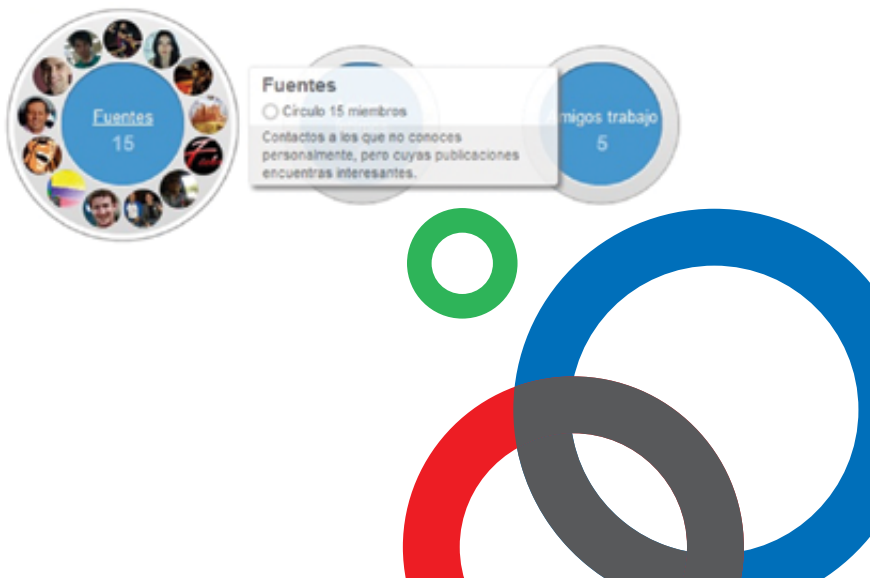 Fuentes
15
Fuentes
Círculo 15 miembros
Contactos a los que no conoces
personalmente, pero cuyas publicaciones
encuentras interesantes.
Amigos trabajo
5